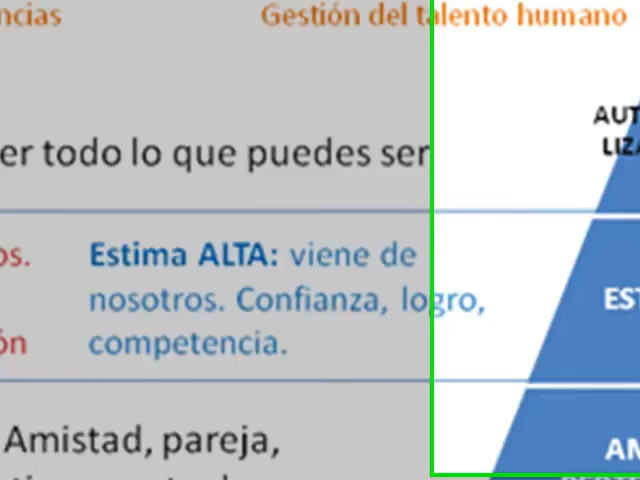 ncias Gestión del talento humano
AUT
LIZA
er todo lo que puedes ser
os. Estima ALTA: viene de
nosotros. Confianza, logro,
EST
ón competencia.
Amistad, pareja,
AM